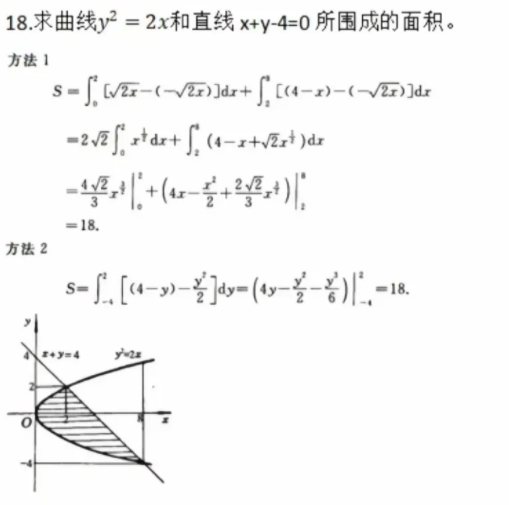 18.求曲线y² = 2x和直线 x+y-4=0 所围成的面积。
方法 1
S = ∫₀² [√2x−(−√2x)]dx + ∫₂⁸ [(4−x)−(−√2x)]dx
=2√2 ∫₀² x^{1/2} dx + ∫₂⁸ (4−x+√2x^{1/2})dx
= 4√2/3 x^{3/2} |₀² + (4x − x²/2 + 2√2/3 x^{3/2}) |₂⁸
=18.
方法 2
S= ∫₋₄² [(4−y) − y²/2]dy = (4y − y²/2 − y³/6) |₋₄² =18.
y
4 x+y=4 y²=2x
2
O 2 8 x
−4